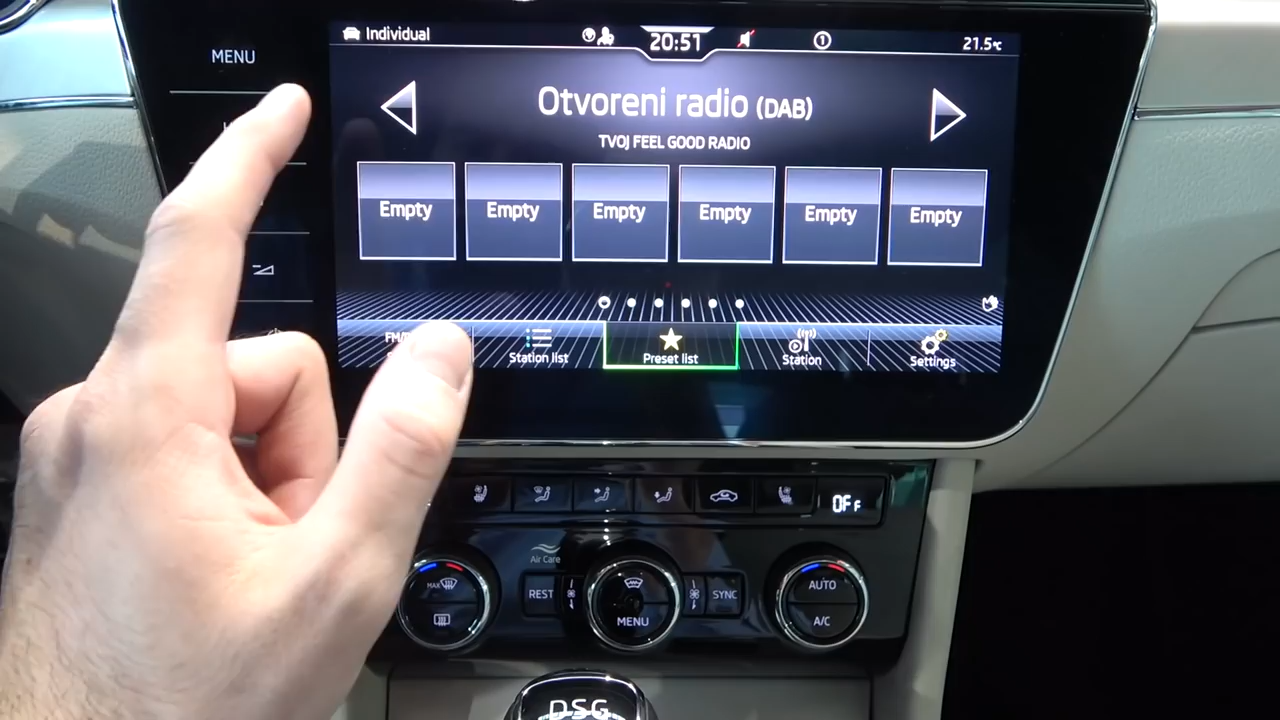 MENU
Individual
20:51
1
21.5°C
Otvoreni radio (DAB)
TVOJ FEEL GOOD RADIO
Empty
Empty
Empty
Empty
Empty
Empty
Station list
Preset list
Station
Settings
OFF
Air Care
MAX
REST
MENU
SYNC
AUTO
A/C
DSG